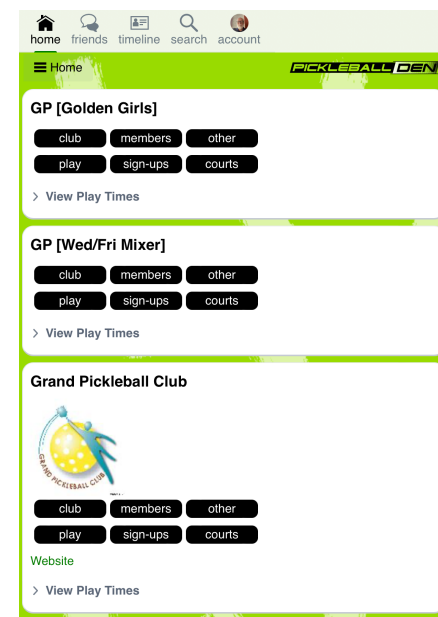 home friends timeline search account
Home PICKLEBALL DEN
GP [Golden Girls]
club members other
play sign-ups courts
View Play Times
GP [Wed/Fri Mixer]
club members other
play sign-ups courts
View Play Times
Grand Pickleball Club
GRAND PICKLEBALL CLUB
club members other
play sign-ups courts
Website
View Play Times